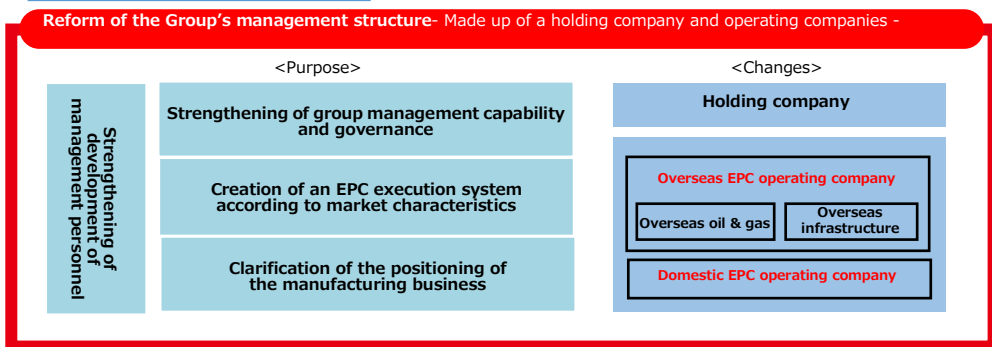 Reform of the Group's management structure- Made up of a holding company and operating companies -
<Purpose>
<Changes>
Strengthening of
development of
management personnel
Strengthening of group management capability
and governance
Creation of an EPC execution system
according to market characteristics
Clarification of the positioning of
the manufacturing business
Holding company
Overseas EPC operating company
Overseas oil & gas
Overseas
infrastructure
Domestic EPC operating company